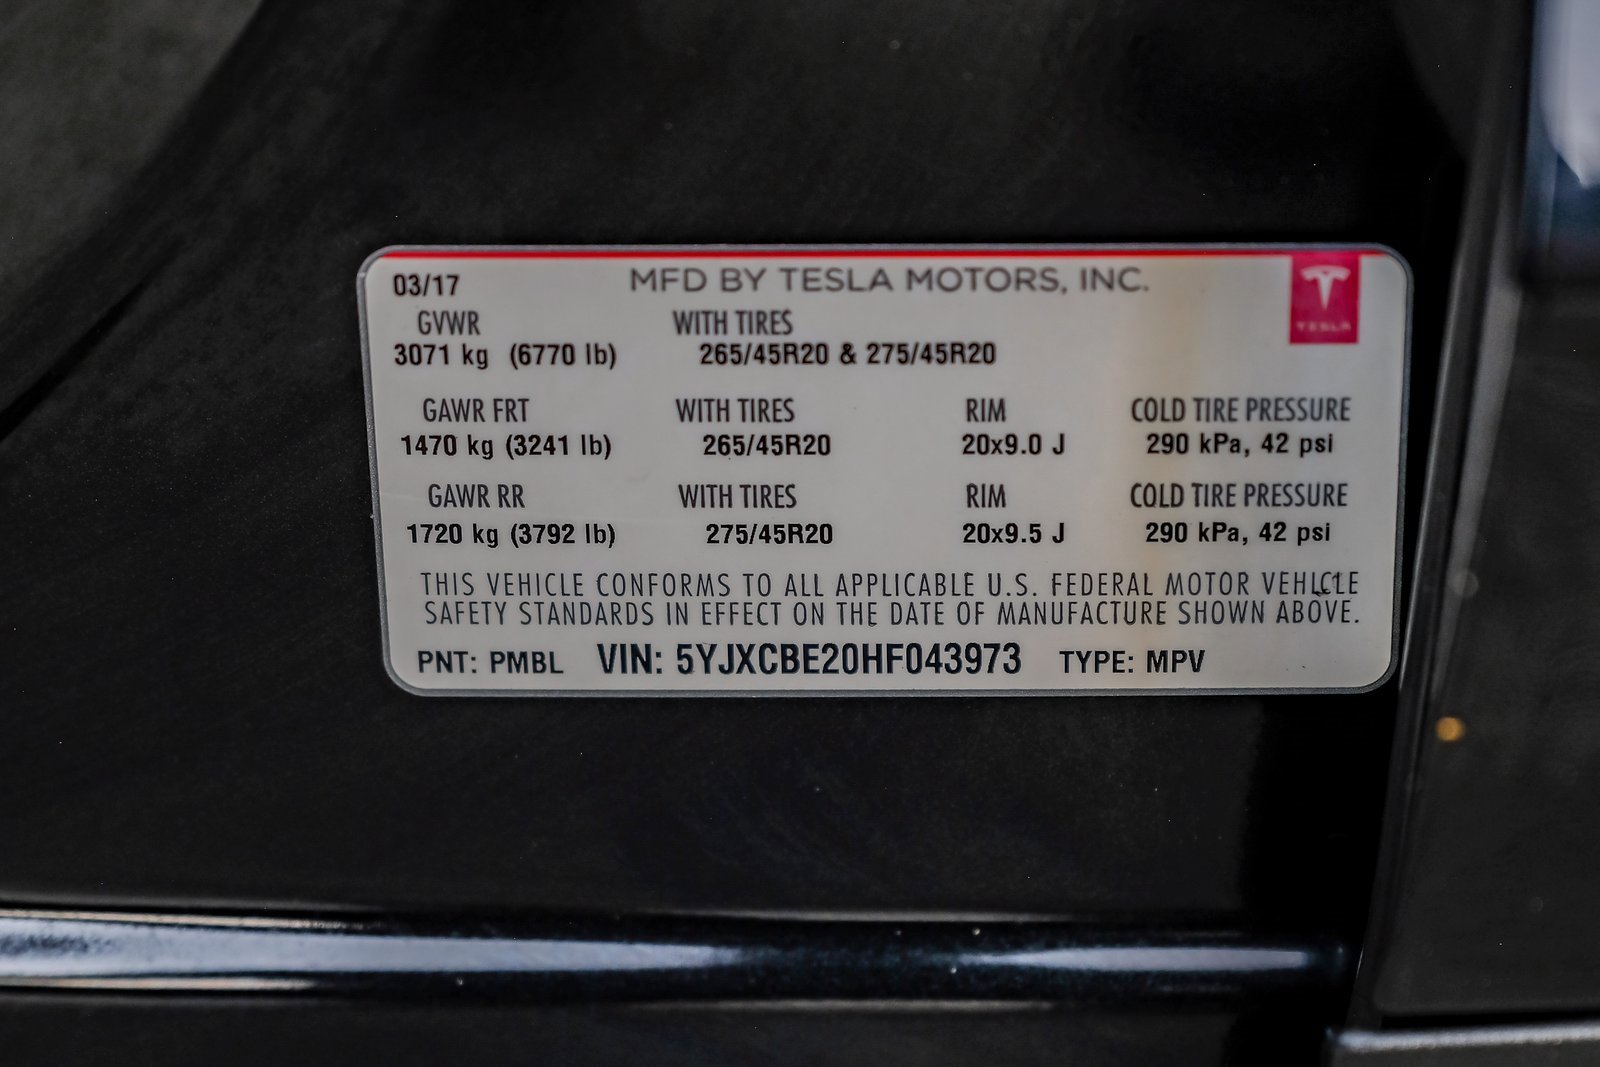 03/17 MFD BY TESLA MOTORS, INC.
TESLA
GVWR WITH TIRES
3071 kg (6770 lb) 265/45R20 & 275/45R20
GAWR FRT WITH TIRES RIM COLD TIRE PRESSURE
1470 kg (3241 lb) 265/45R20 20x9.0 J 290 kPa, 42 psi
GAWR RR WITH TIRES RIM COLD TIRE PRESSURE
1720 kg (3792 lb) 275/45R20 20x9.5 J 290 kPa, 42 psi
THIS VEHICLE CONFORMS TO ALL APPLICABLE U.S. FEDERAL MOTOR VEHICLE
SAFETY STANDARDS IN EFFECT ON THE DATE OF MANUFACTURE SHOWN ABOVE.
PNT: PMBL VIN: 5YJXCBE20HF043973 TYPE: MPV